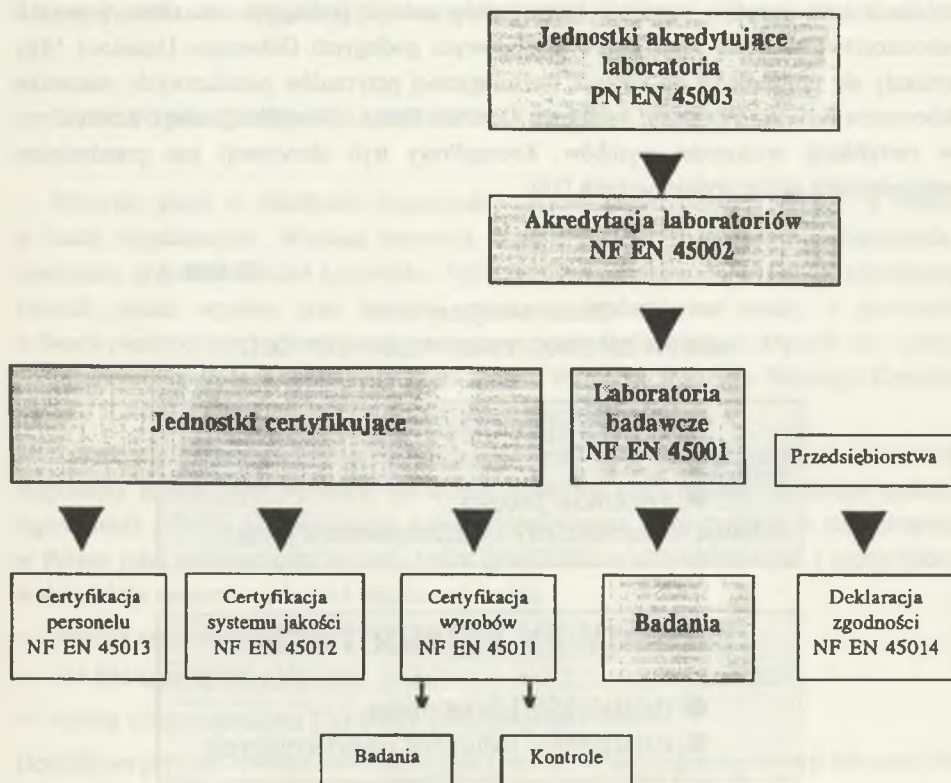 Jednostki akredytujące
laboratoria
PN EN 45003
Akredytacja laboratoriów
NF EN 45002
Jednostki certyfikujące
Laboratoria
badawcze
NF EN 45001
Przedsiębiorstwa
Certyfikacja
personelu
NF EN 45013
Certyfikacja
systemu jakości
NF EN 45012
Certyfikacja
wyrobów
NF EN 45011
Badania
Deklaracja
zgodności
NF EN 45014
Badania
Kontrole